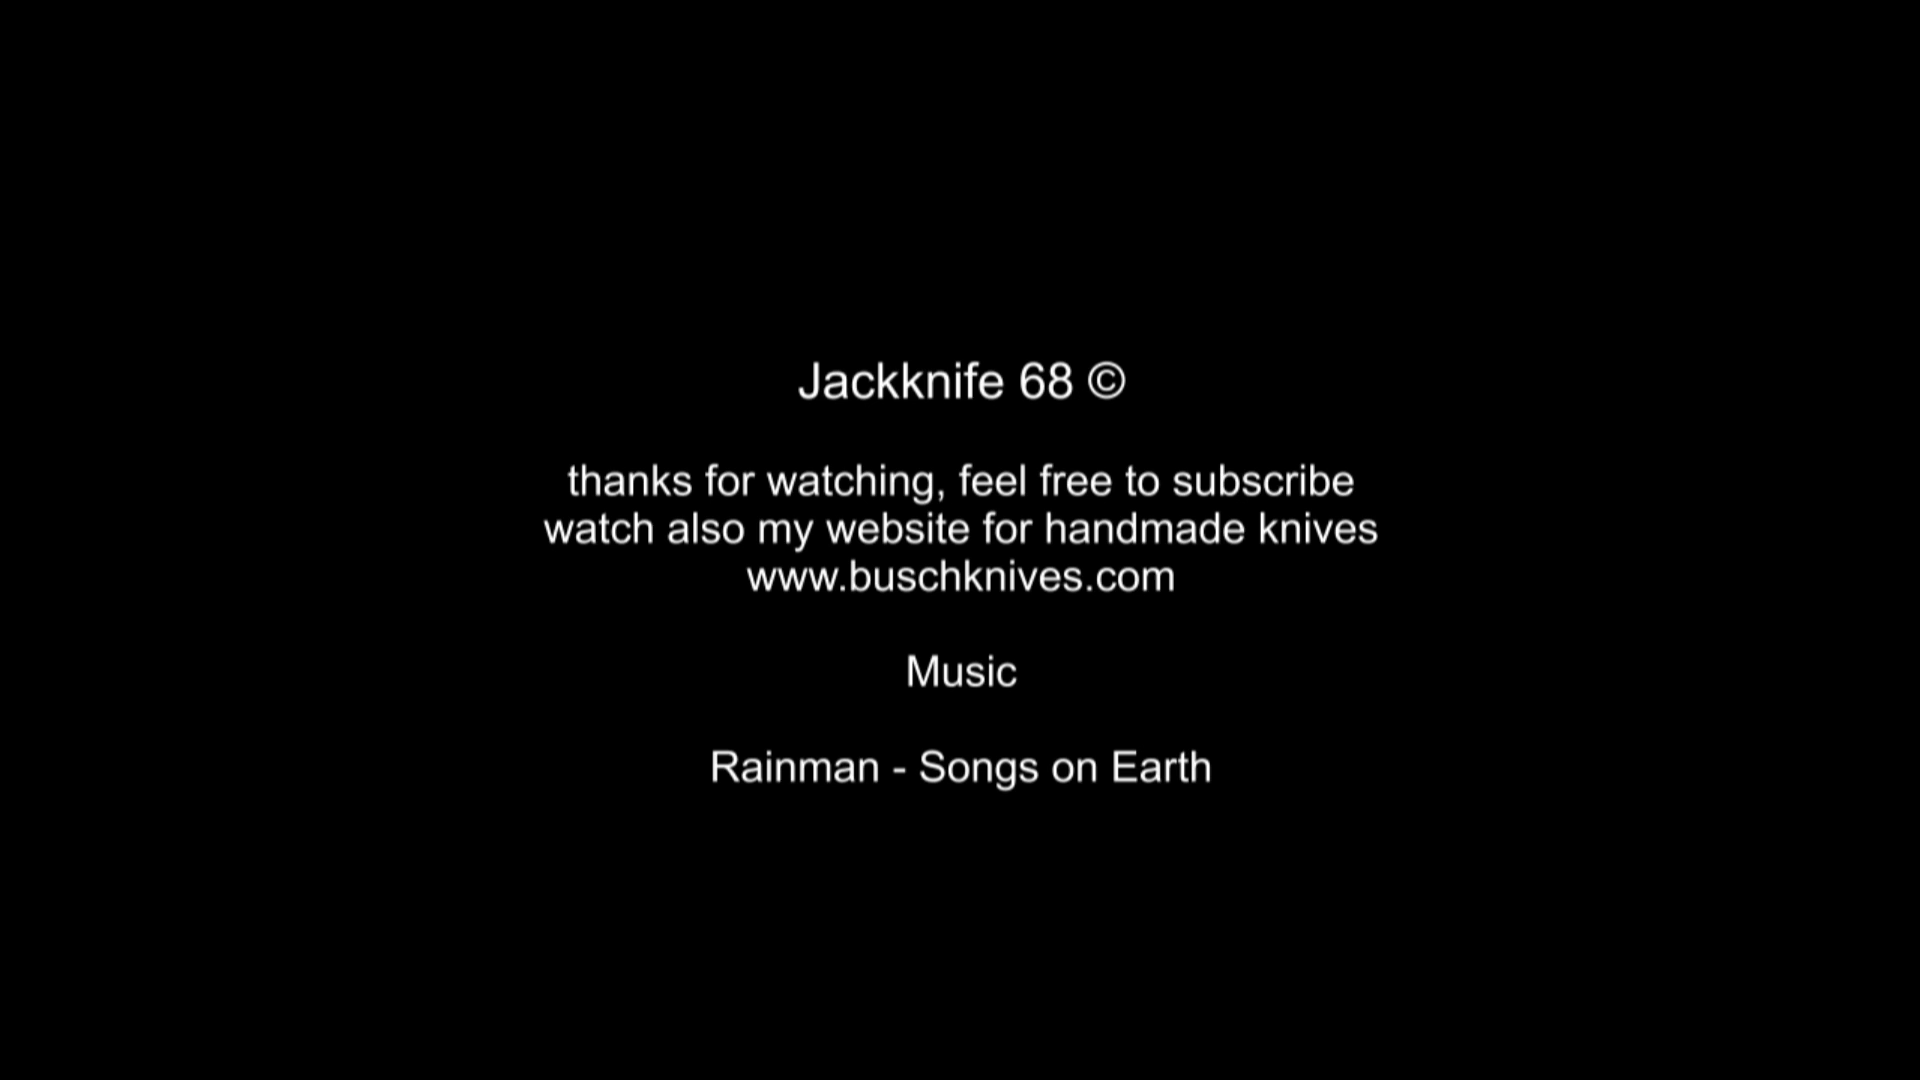 Jackknife 68 ©
thanks for watching, feel free to subscribe
watch also my website for handmade knives
www.buschknives.com
Music
Rainman - Songs on Earth